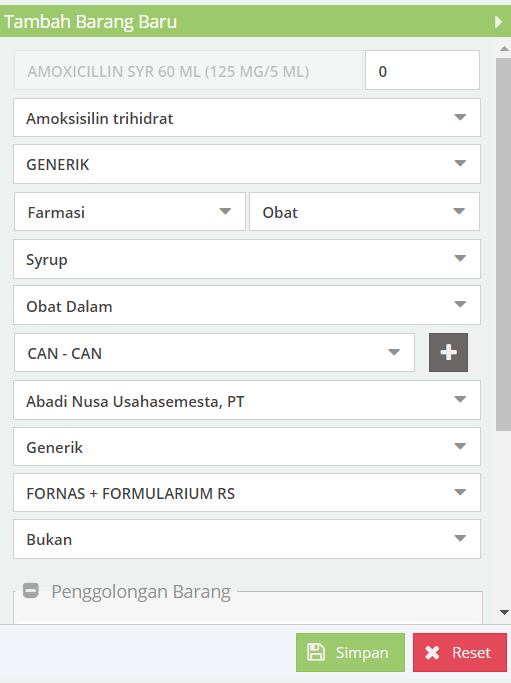 Tambah Barang Baru
AMOXICILLIN SYR 60 ML (125 MG/5 ML) 0
Amoksisilin trihidrat
GENERIK
Farmasi Obat
Syrup
Obat Dalam
CAN - CAN
Abadi Nusa Usahasemesta, PT
Generik
FORNAS + FORMULARIUM RS
Bukan
Penggolongan Barang
Simpan Reset